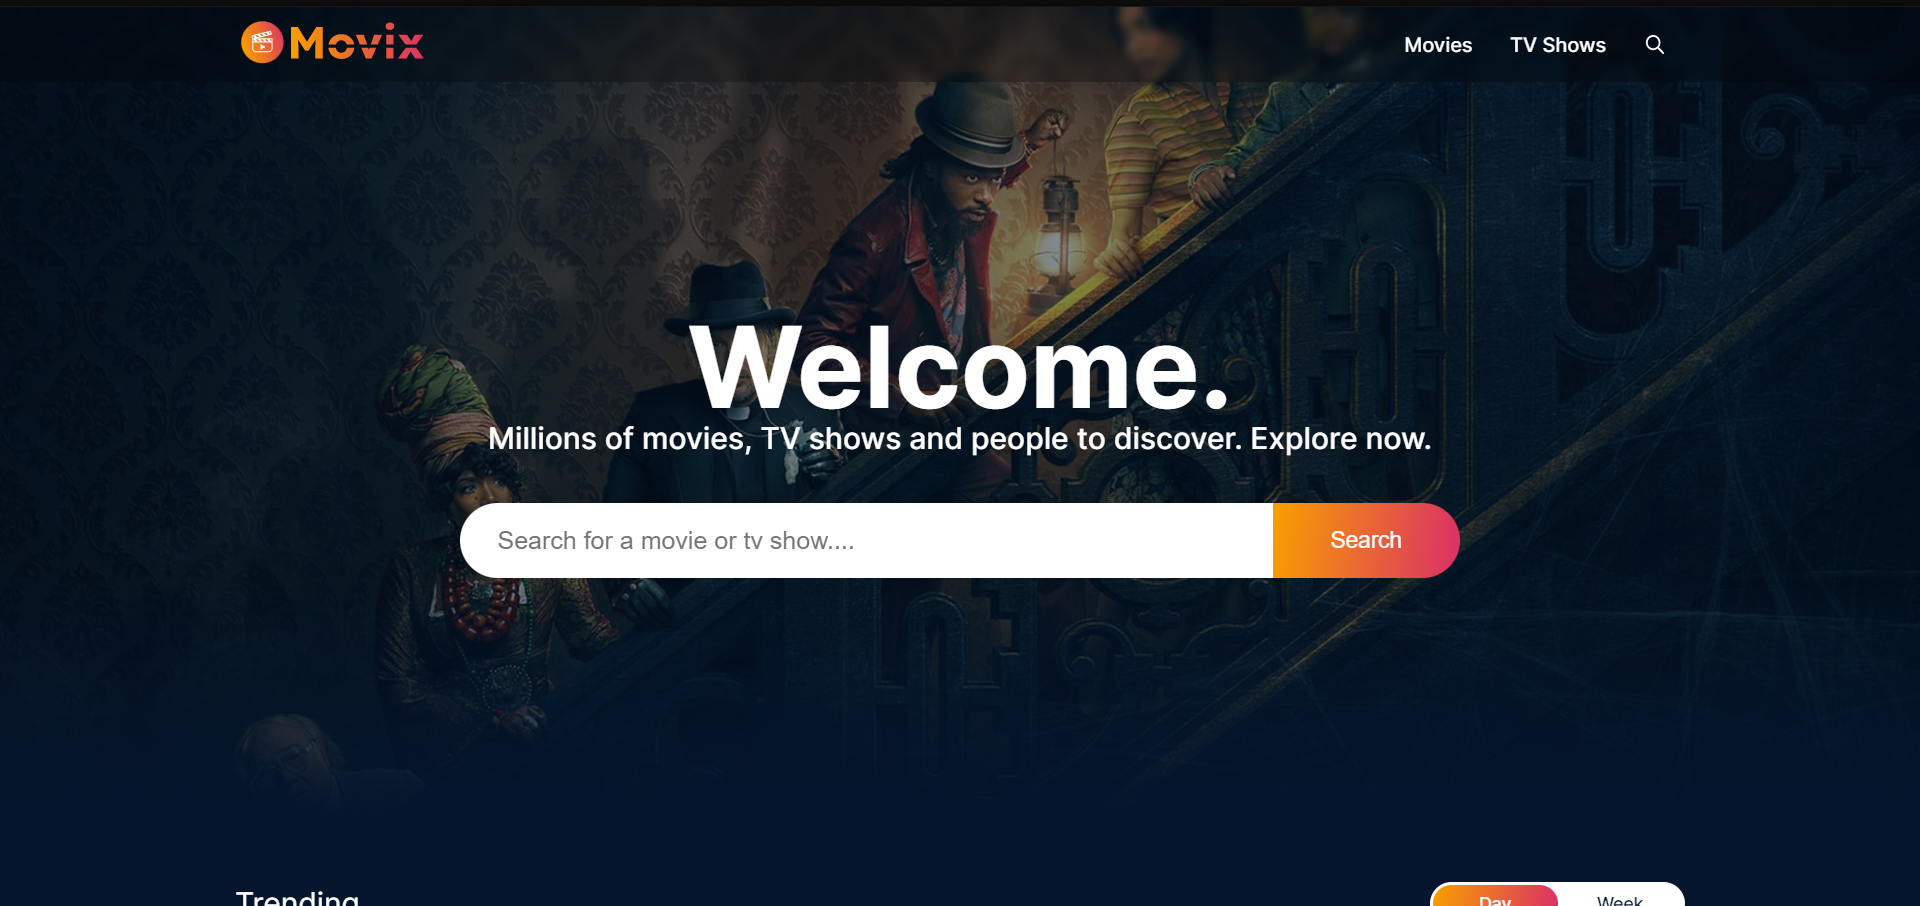 Movix
Movies
TV Shows
Welcome.
Millions of movies, TV shows and people to discover. Explore now.
Search for a movie or tv show....
Search
Trending
Day
Week